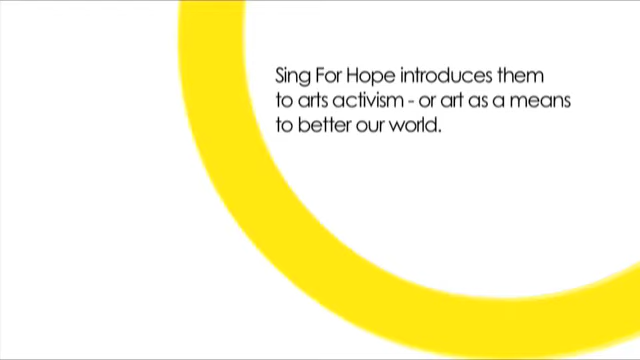 Sing For Hope introduces them
to arts activism - or art as a means
to better our world.